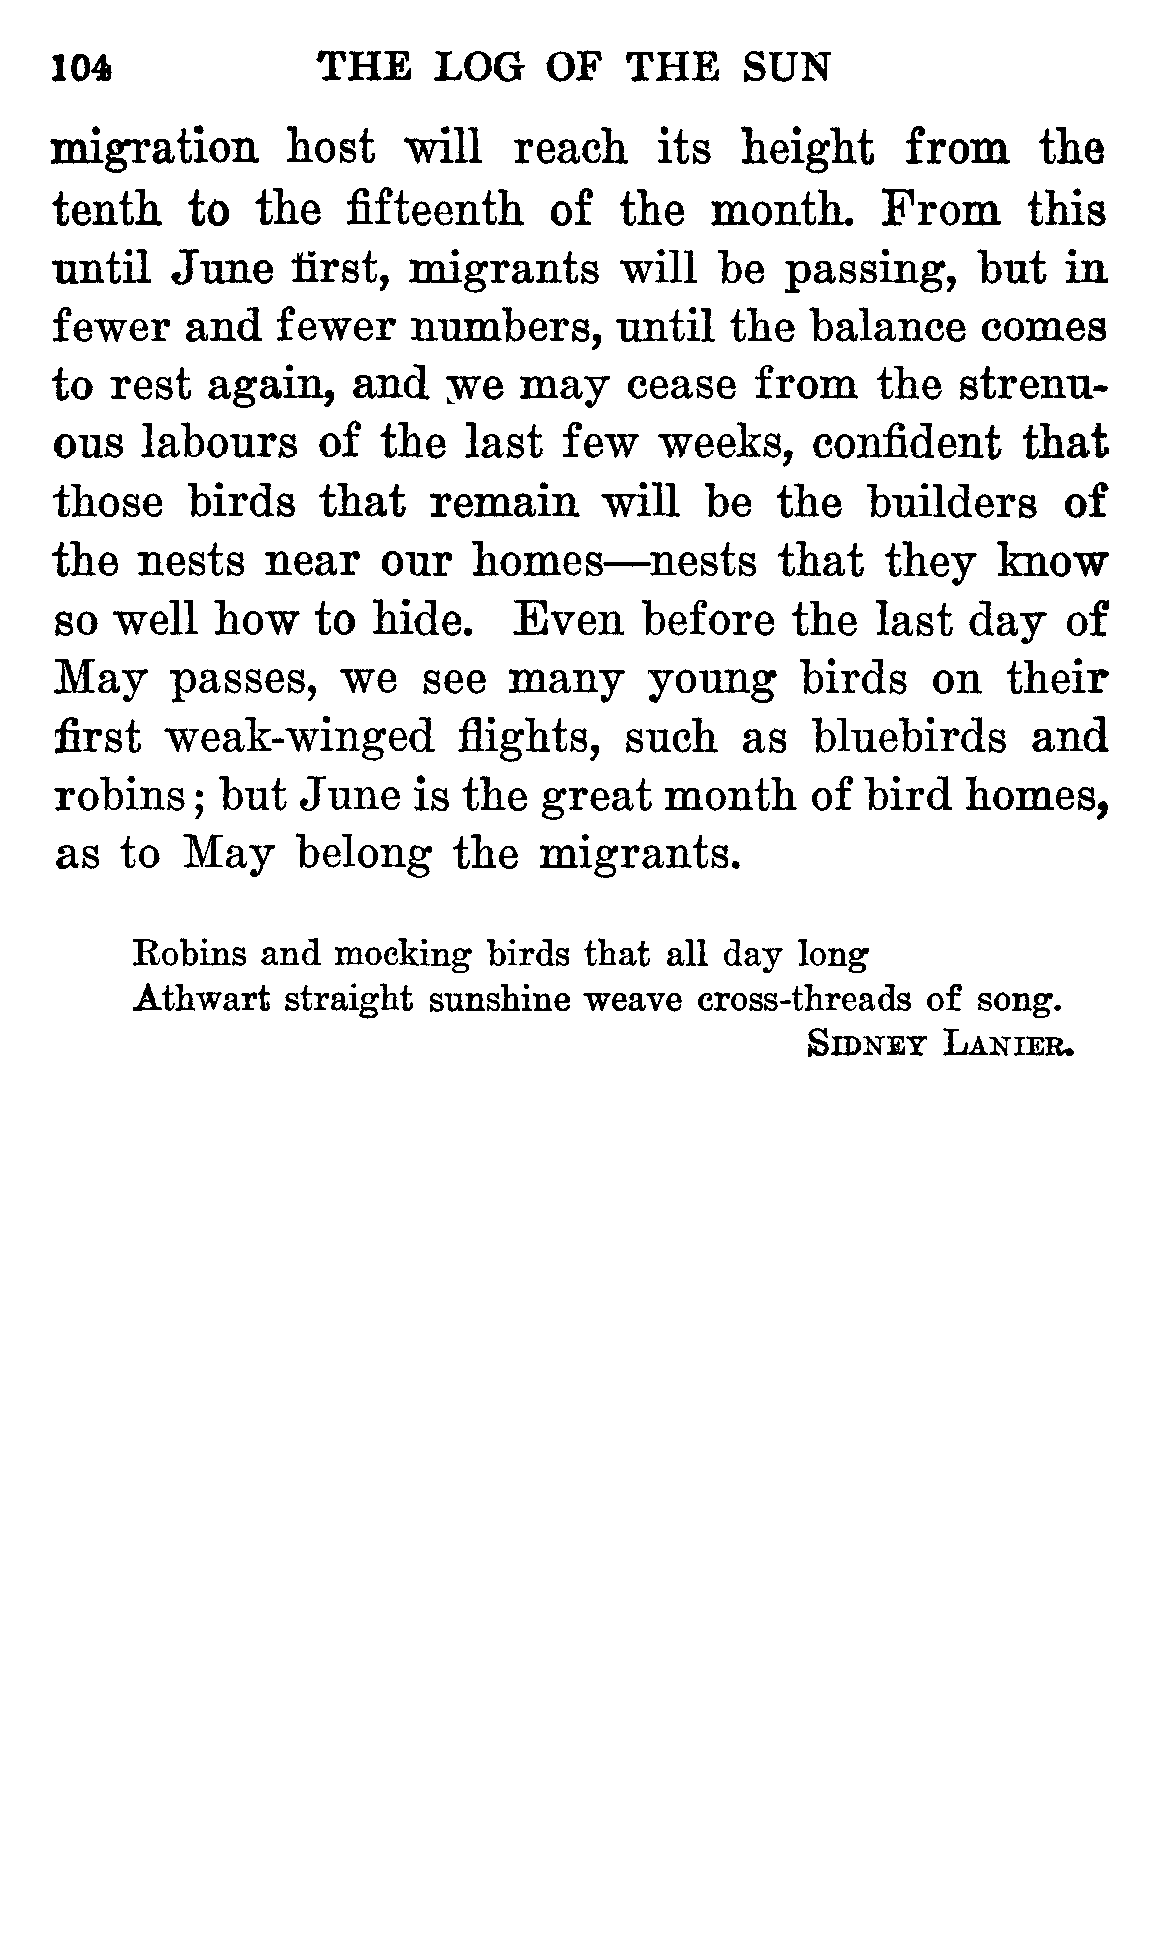 104 THE LOG OF THE SUN
migration host will reach its height from the
tenth to the fifteenth of the month. From this
until June first, migrants will be passing, but in
fewer and fewer numbers, until the balance comes
to rest again, and we may cease from the strenu-
ous labours of the last few weeks, confident that
those birds that remain will be the builders of
the nests near our homes—nests that they know
so well how to hide. Even before the last day of
May passes, we see many young birds on their
first weak-winged flights, such as bluebirds and
robins; but June is the great month of bird homes,
as to May belong the migrants.
Robins and mocking birds that all day long
Athwart straight sunshine weave cross-threads of song.
SIDNEY LANIER.